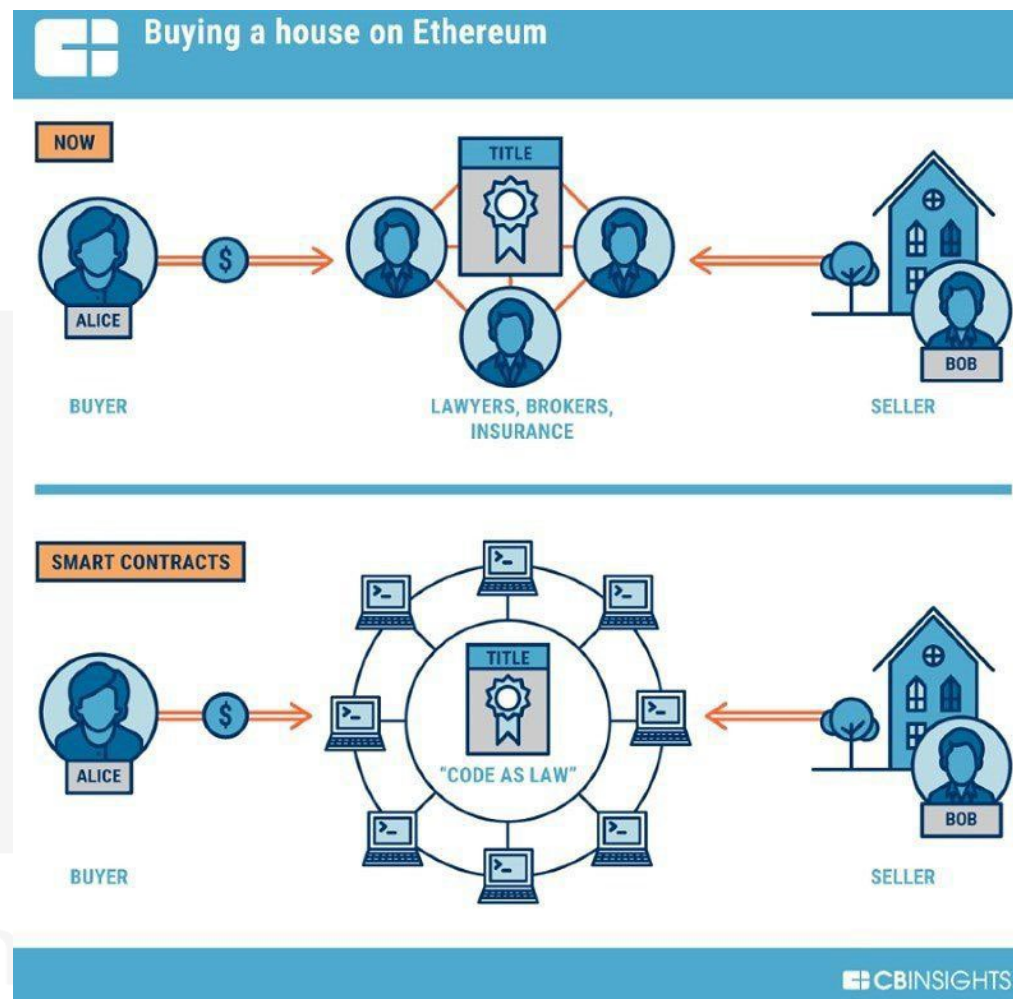 Buying a house on Ethereum
NOW
TITLE
$
ALICE
BOB
BUYER
LAWYERS, BROKERS,
INSURANCE
SELLER
SMART CONTRACTS
>_
>_
>_
TITLE
$
>_
>_
"CODE AS LAW"
ALICE
BOB
>_
>_
>_
BUYER
SELLER
CBINSIGHTS